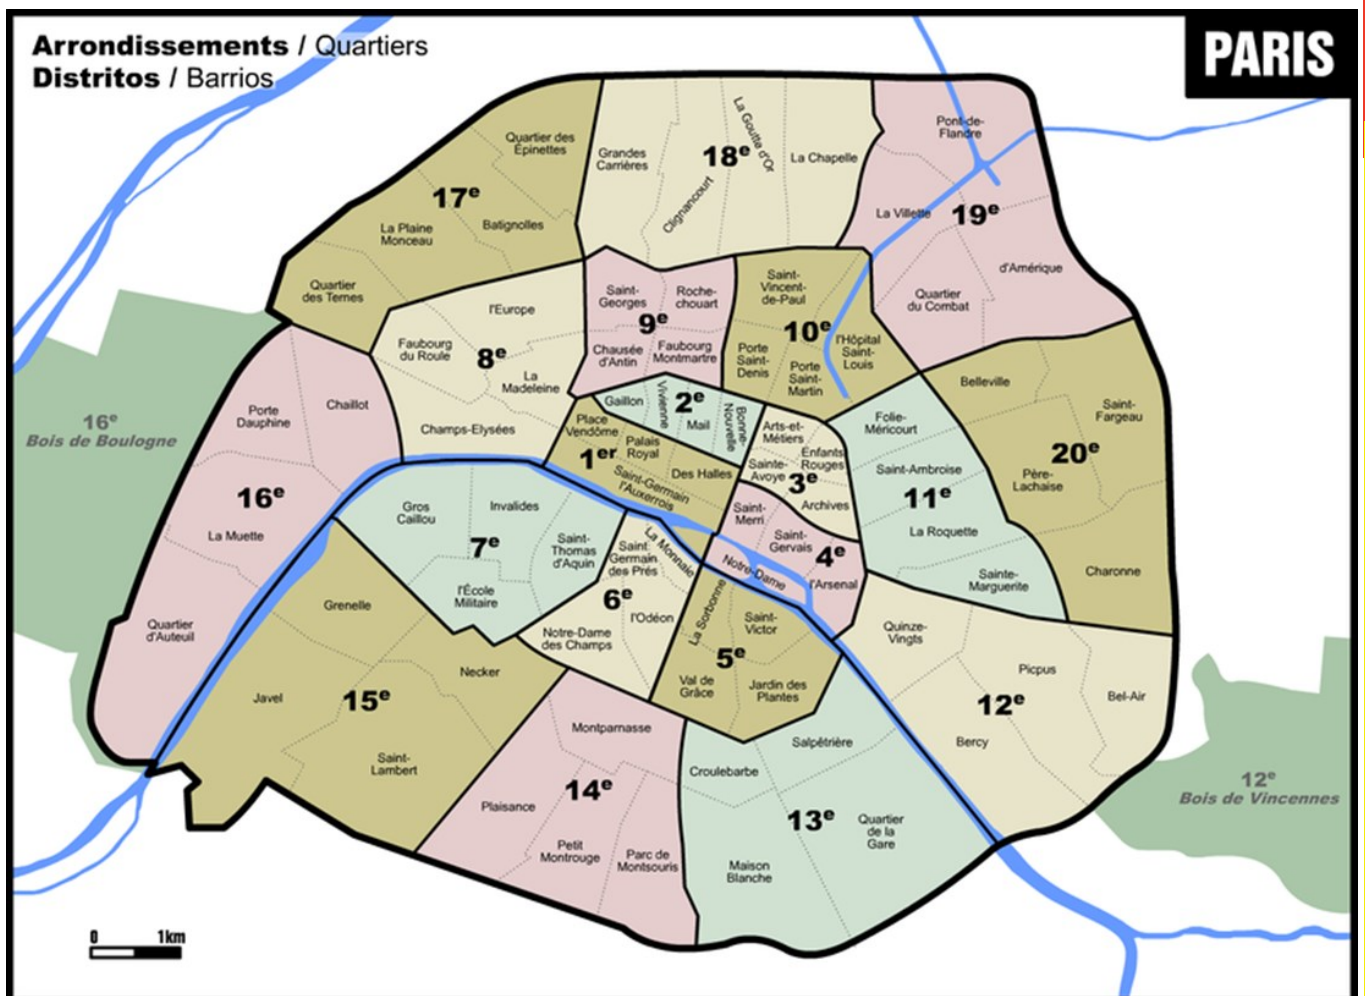 Arrondissements / Quartiers
Distritos / Barrios
PARIS
Quartier des
Épinettes
17e
La Plaine
Monceau
Batignolles
Quartier
des Ternes
Grandes
Carrières
18e
La Goutte d'Or
Clignancourt
La Chapelle
Pont-de-
Flandre
La Villette
19e
d'Amérique
Quartier
du Combat
l'Europe
Faubourg
du Roule
8e
La
Madeleine
Champs-Elysées
Saint-
Georges
Roche-
chouart
9e
Chausée
d'Antin
Faubourg
Montmartre
Saint-
Vincent-
de-Paul
10e
Porte
Saint-
Denis
Porte
Saint-
Martin
l'Hôpital
Saint-
Louis
Gaillon
Vivienne
2e
Mail
Bonne-
Nouvelle
Place
Vendôme
Palais
Royal
1er
Des Halles
Saint-Germain
l'Auxerrois
Arts-et-
Métiers
Enfants
Rouges
Sainte-
Avoye
3e
Archives
Saint-
Merri
Saint-
Gervais
4e
l'Arsenal
Notre-Dame
Folie-
Méricourt
Saint-Ambroise
11e
La Roquette
Sainte-
Marguerite
Belleville
Saint-
Fargeau
20e
Père-
Lachaise
Charonne
16e
Bois de Boulogne
Porte
Dauphine
Chaillot
16e
La Muette
Quartier
d'Auteuil
Gros
Caillou
Invalides
7e
Saint-
Thomas
d'Aquin
l'École
Militaire
La Monnaie
Saint
Germain
des Prés
6e
l'Odéon
Notre-Dame
des Champs
La Sorbonne
Saint-
Victor
5e
Val de
Grâce
Jardin des
Plantes
Quinze-
Vingts
Picpus
Bel-Air
12e
Bercy
12e
Bois de Vincennes
Grenelle
Necker
Javel
15e
Saint-
Lambert
Montparnasse
14e
Plaisance
Petit
Montrouge
Parc de
Montsouris
Salpêtrière
Croulebarbe
13e
Quartier
de la
Gare
Maison
Blanche
0 1km